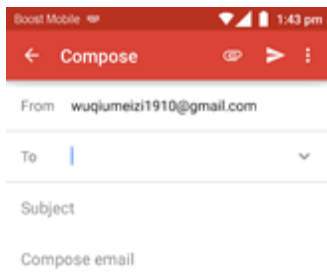 Boost Mobile 1:43 pm
Compose
From wuqiumeizi1910@gmail.com
To
Subject
Compose email